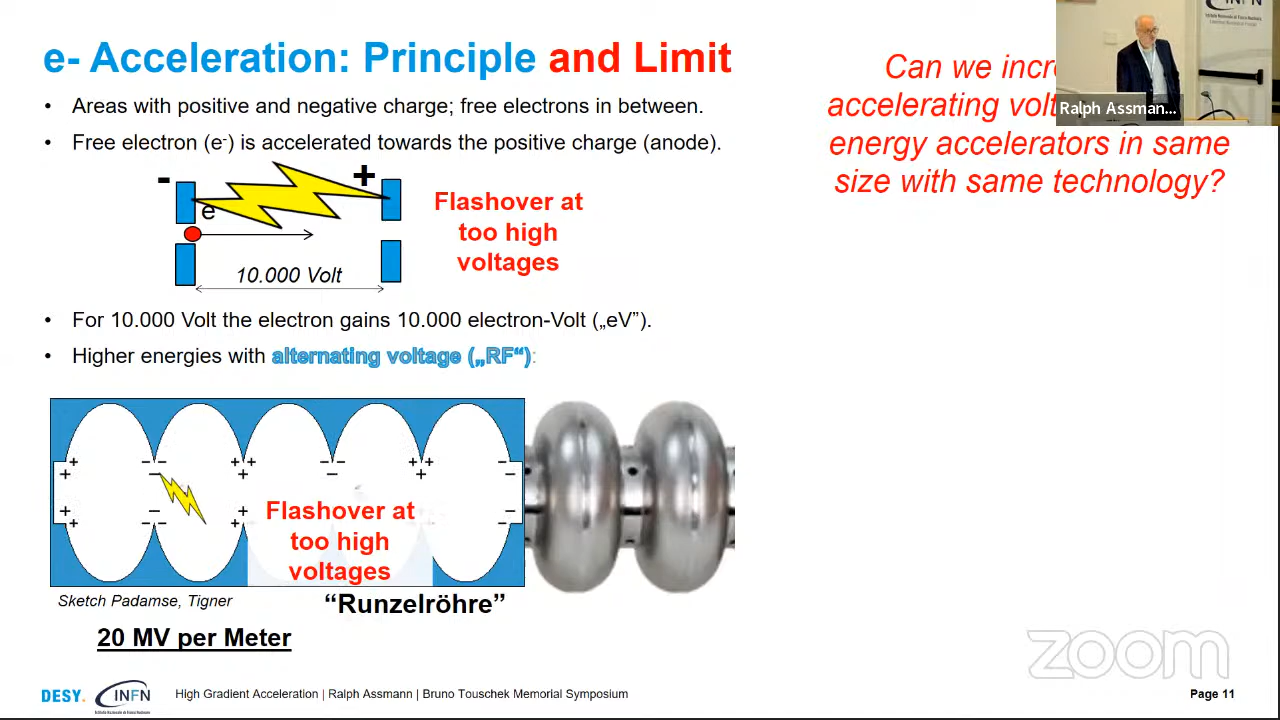 e- Acceleration: Principle and Limit
• Areas with positive and negative charge; free electrons in between.
• Free electron (e-) is accelerated towards the positive charge (anode).
- +
e
10.000 Volt
Flashover at
too high
voltages
• For 10.000 Volt the electron gains 10.000 electron-Volt („eV”).
• Higher energies with alternating voltage („RF“):
Flashover at
too high
voltages
Sketch Padamse, Tigner
“Runzelröhre”
20 MV per Meter
Can we
accelerating
energy accelerators in same
size with same technology?
INFN
Ralph Assman...
zoom
DESY.
INFN
High Gradient Acceleration | Ralph Assmann | Bruno Touschek Memorial Symposium
Page 11